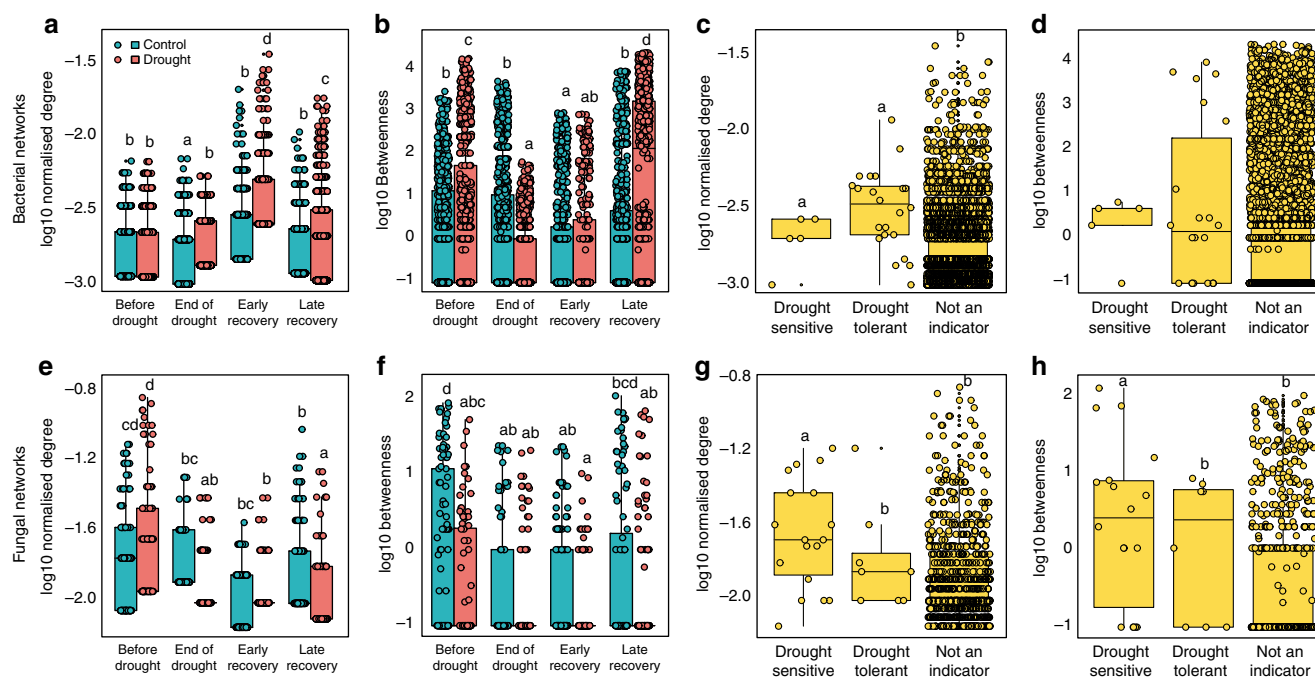 a
Bacterial networks
log10 normalised degree
−1.5
−2.0
−2.5
−3.0
Control
Drought
b b a b b d b c
Before drought
End of drought
Early recovery
Late recovery
b
log10 Betweenness
4
3
2
1
0
−1
b c b a a ab b d
Before drought
End of drought
Early recovery
Late recovery
c
log10 normalised degree
−1.5
−2.0
−2.5
−3.0
a a b
Drought sensitive
Drought tolerant
Not an indicator
d
log10 betweenness
4
3
2
1
0
−1
Drought sensitive
Drought tolerant
Not an indicator
e
Fungal networks
log10 normalised degree
−0.8
−1.2
−1.6
−2.0
cd d bc ab bc b b a
Before drought
End of drought
Early recovery
Late recovery
f
log10 betweenness
2
1
0
−1
d abc ab ab ab a bcd ab
Before drought
End of drought
Early recovery
Late recovery
g
log10 normalised degree
−0.8
−1.2
−1.6
−2.0
a b b
Drought sensitive
Drought tolerant
Not an indicator
h
log10 betweenness
2
1
0
−1
a b b
Drought sensitive
Drought tolerant
Not an indicator